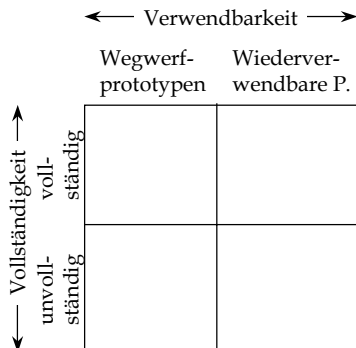 Verwendbarkeit
Wegwerf-
prototypen
Wiederver-
wendbare P.
Vollständigkeit
voll-
ständig
unvoll-
ständig